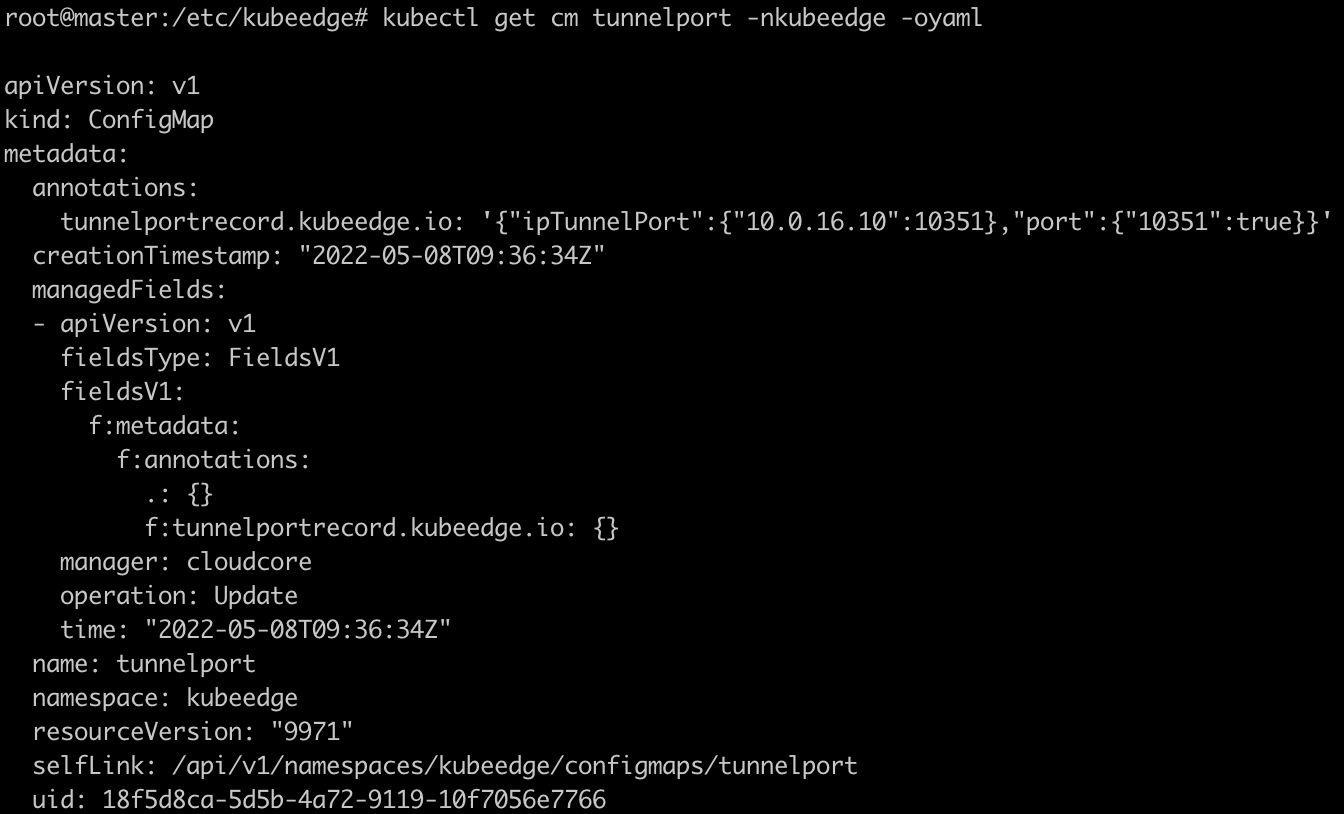 root@master:/etc/kubeedge# kubectl get cm tunnelport -nkubeedge -oyaml

apiVersion: v1
kind: ConfigMap
metadata:
  annotations:
    tunnelportrecord.kubeedge.io: '{"ipTunnelPort":{"10.0.16.10":10351},"port":{"10351":true}}'
  creationTimestamp: "2022-05-08T09:36:34Z"
  managedFields:
  - apiVersion: v1
    fieldsType: FieldsV1
    fieldsV1:
      f:metadata:
        f:annotations:
          .: {}
          f:tunnelportrecord.kubeedge.io: {}
    manager: cloudcore
    operation: Update
    time: "2022-05-08T09:36:34Z"
  name: tunnelport
  namespace: kubeedge
  resourceVersion: "9971"
  selfLink: /api/v1/namespaces/kubeedge/configmaps/tunnelport
  uid: 18f5d8ca-5d5b-4a72-9119-10f7056e7766